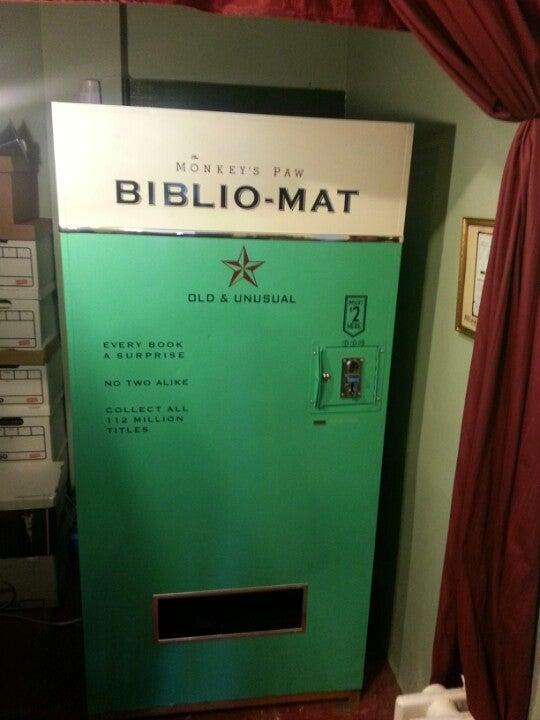 The
MONKEY'S PAW
BIBLIO-MAT
OLD & UNUSUAL
INSERT
$2
HERE
EVERY BOOK
A SURPRISE
NO TWO ALIKE
COLLECT ALL
112 MILLION
TITLES